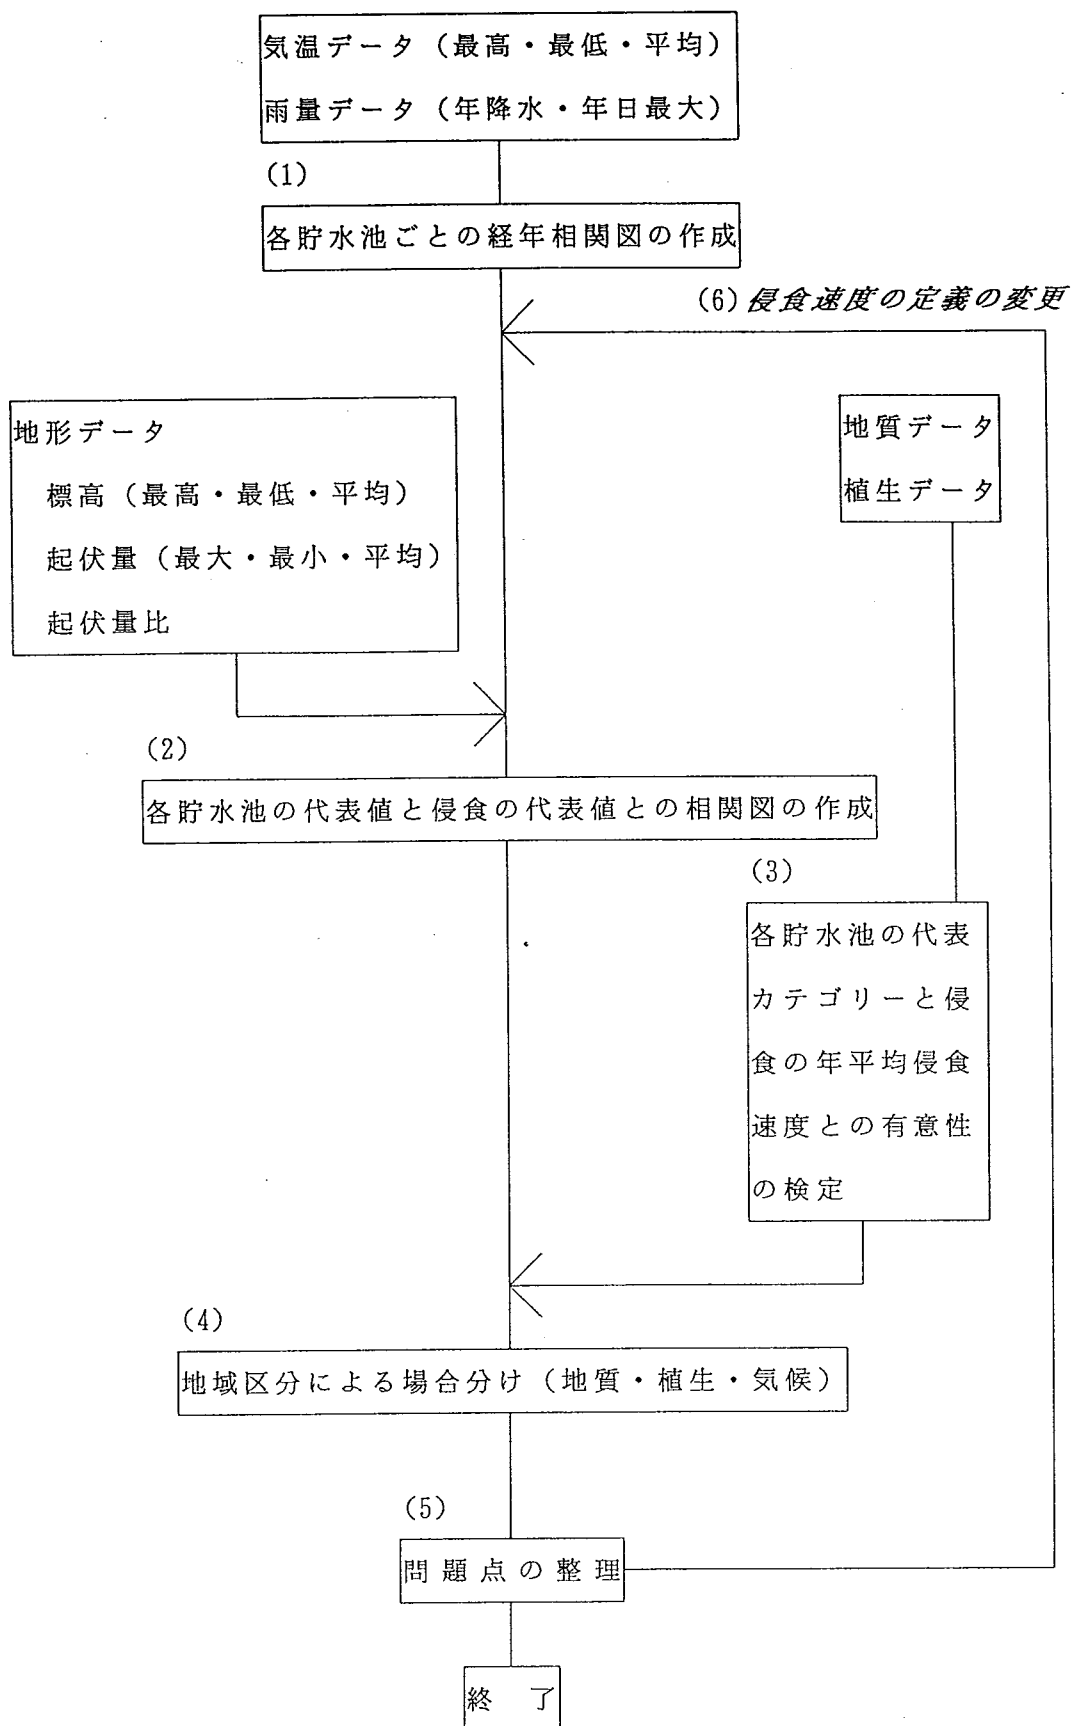 気温データ（最高・最低・平均）
雨量データ（年降水・年日最大）
(1)
各貯水池ごとの経年相関図の作成
(6)侵食速度の定義の変更
地形データ
標高（最高・最低・平均）
起伏量（最大・最小・平均）
起伏量比
地質データ
植生データ
(2)
各貯水池の代表値と侵食の代表値との相関図の作成
(3)
各貯水池の代表
カテゴリーと侵
食の年平均侵食
速度との有意性
の検定
(4)
地域区分による場合分け（地質・植生・気候）
(5)
問題点の整理
終　了